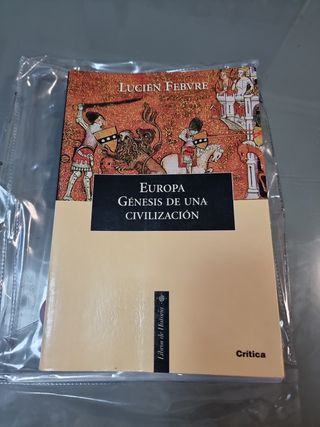 LUCIEN FEBVRE
EUROPA
GÉNESIS DE UNA
CIVILIZACIÓN
Libros de Historia
Crítica